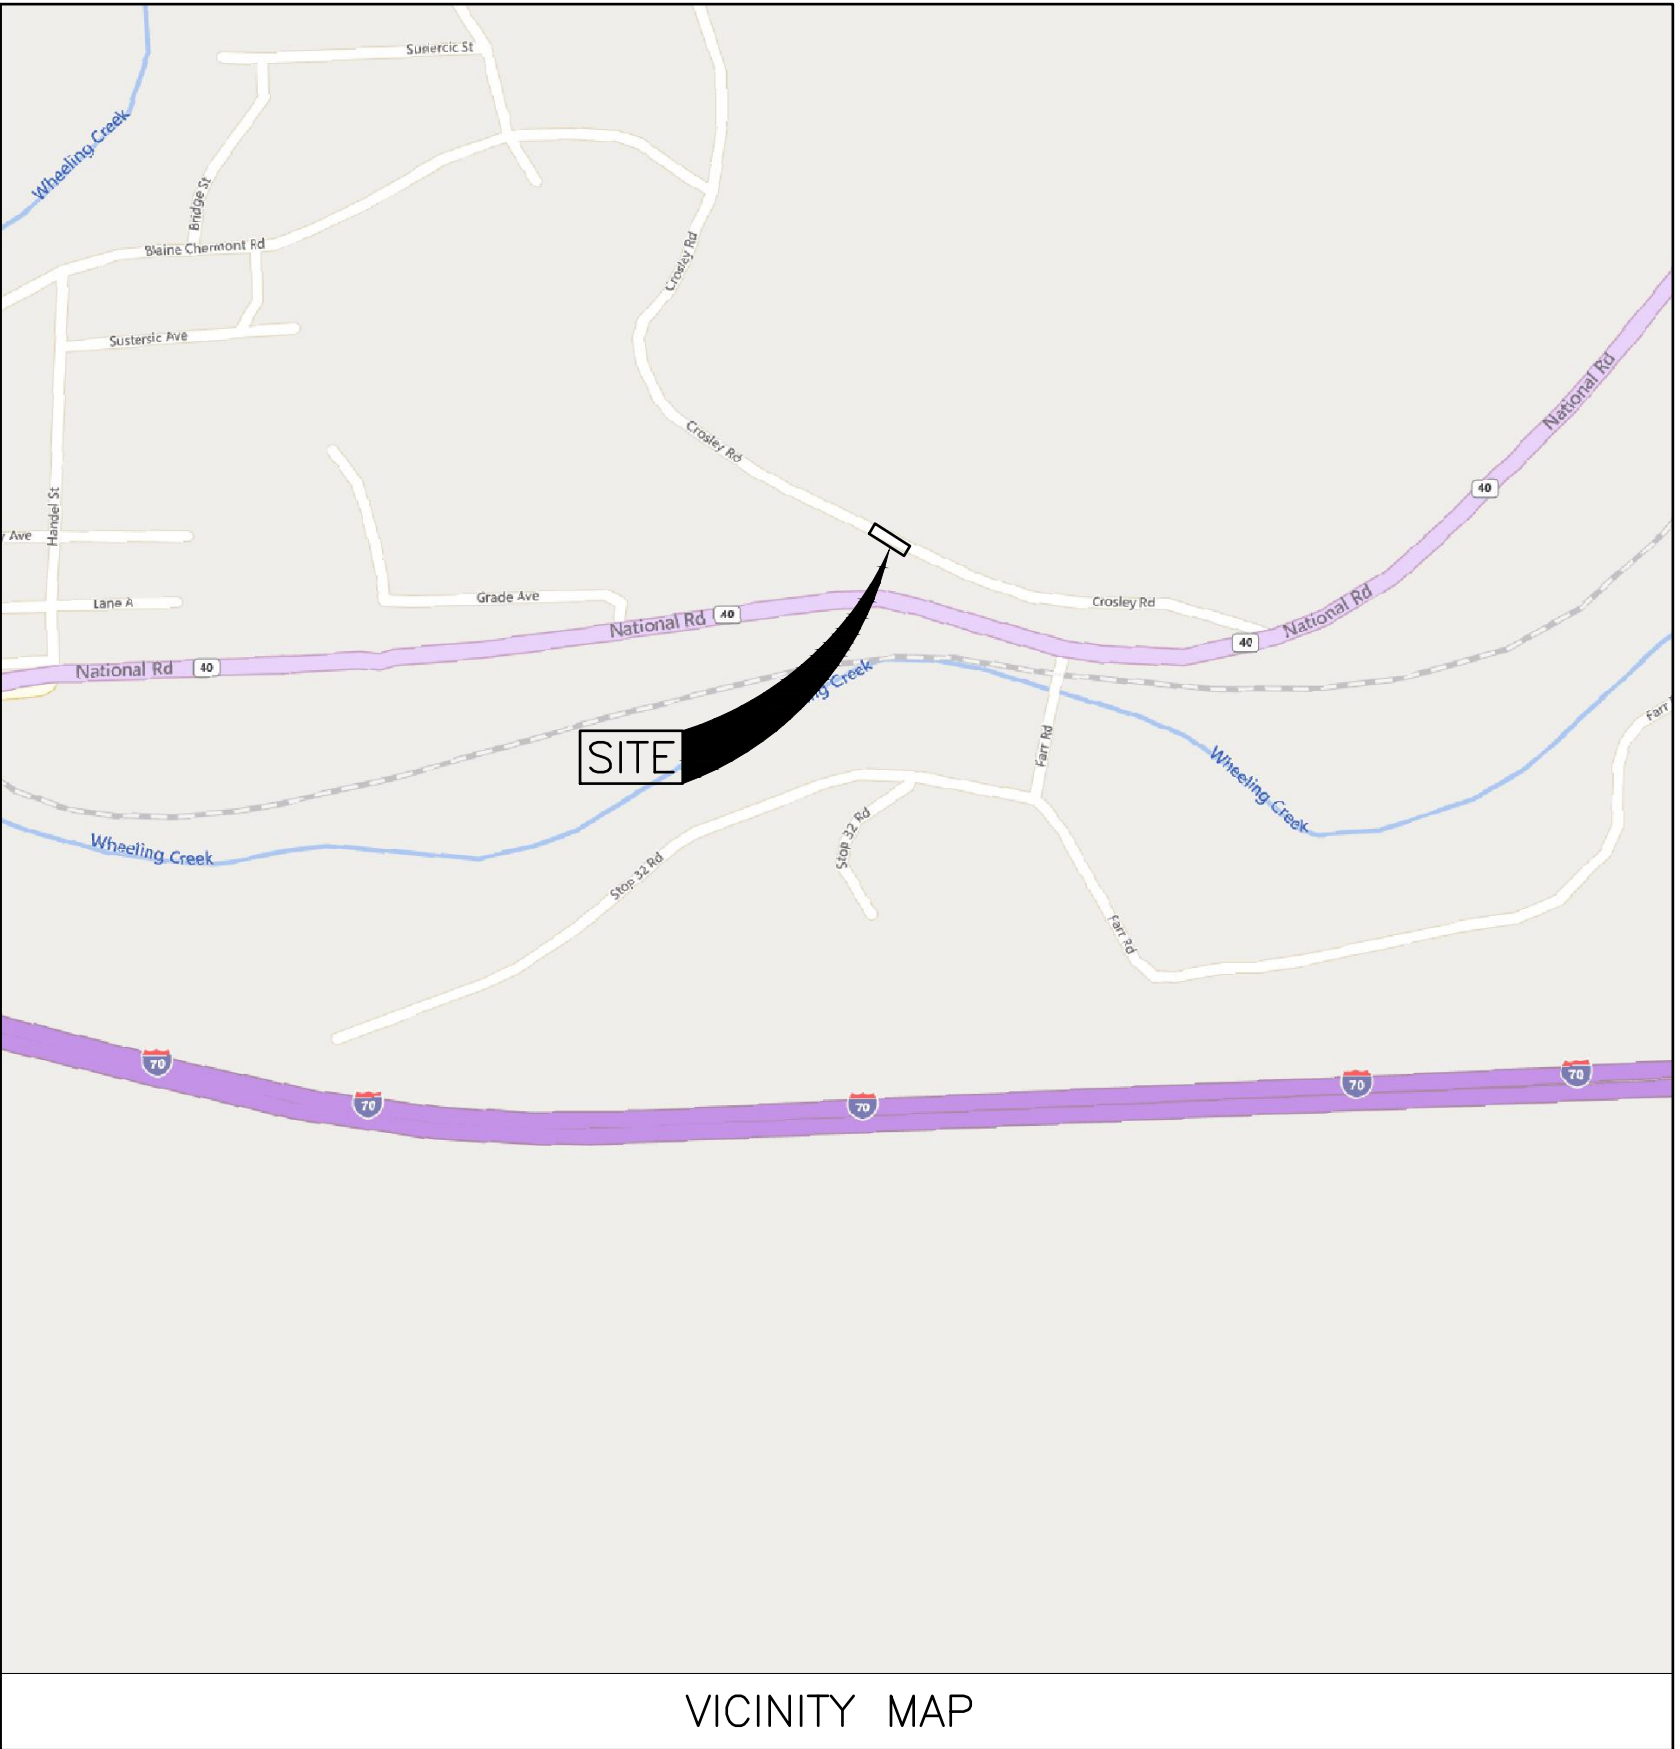 Sustercic St
Wheeling Creek
Bridge St
Blaine Chermont Rd
Crosley Rd
Sustersic Ave
National Rd
Crosley Rd
40
Handel St
Ave
Grade Ave
Lane A
Crosley Rd
National Rd
National Rd
40
40
National Rd
40
ng Creek
Farr
Farr Rd
SITE
Wheeling Creek
Stop 32 Rd
Wheeling Creek
Stop 32 Rd
Farr Rd
70
70
70
70
70
VICINITY MAP